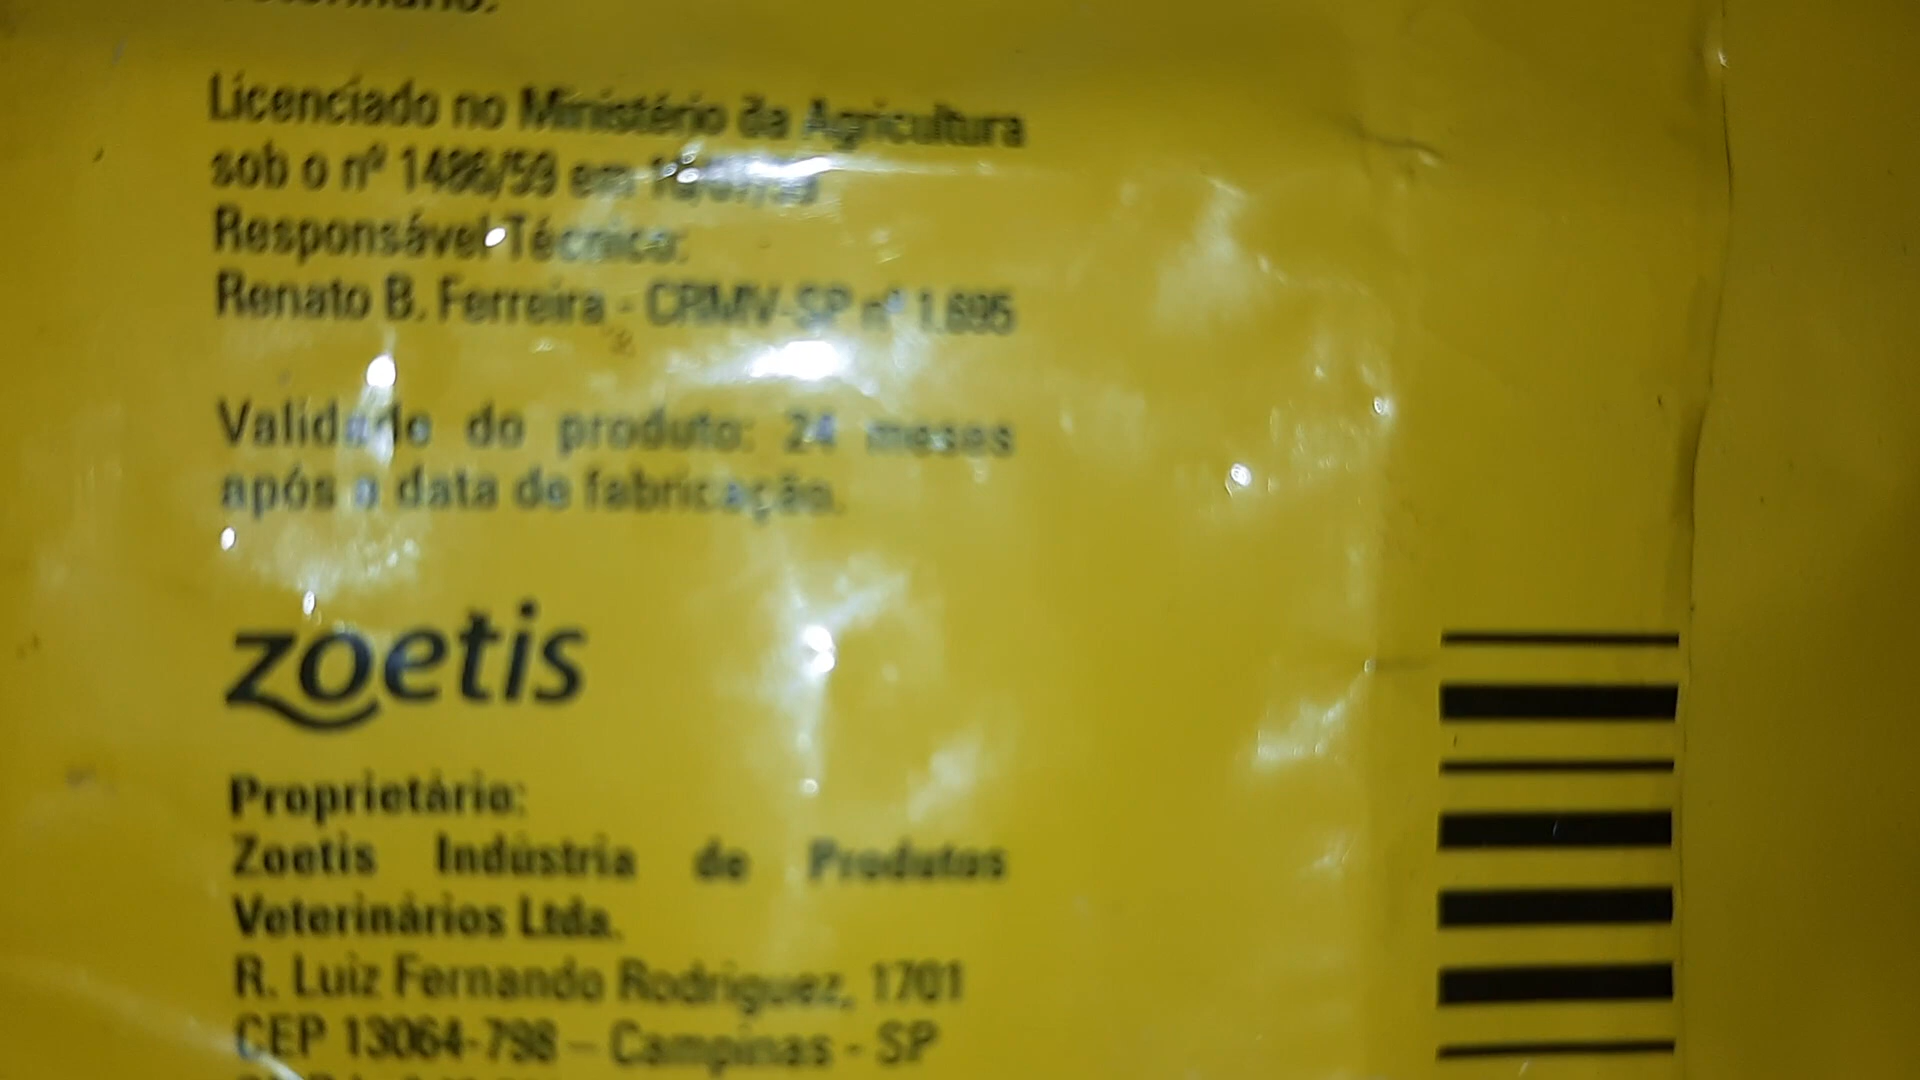 Licenciado no Ministério da Agricultura
sob o nº 1486/59 em
Responsável Técnico:
Renato B. Ferreira - CRMV-SP nº 1.695
Validade do produto: 24 meses
após a data de fabricação.
zoetis
Proprietário:
Zoetis Indústria de Produtos
Veterinários Ltda.
R. Luiz Fernando Rodriguez, 1701
CEP 13064-798 – Campinas - SP